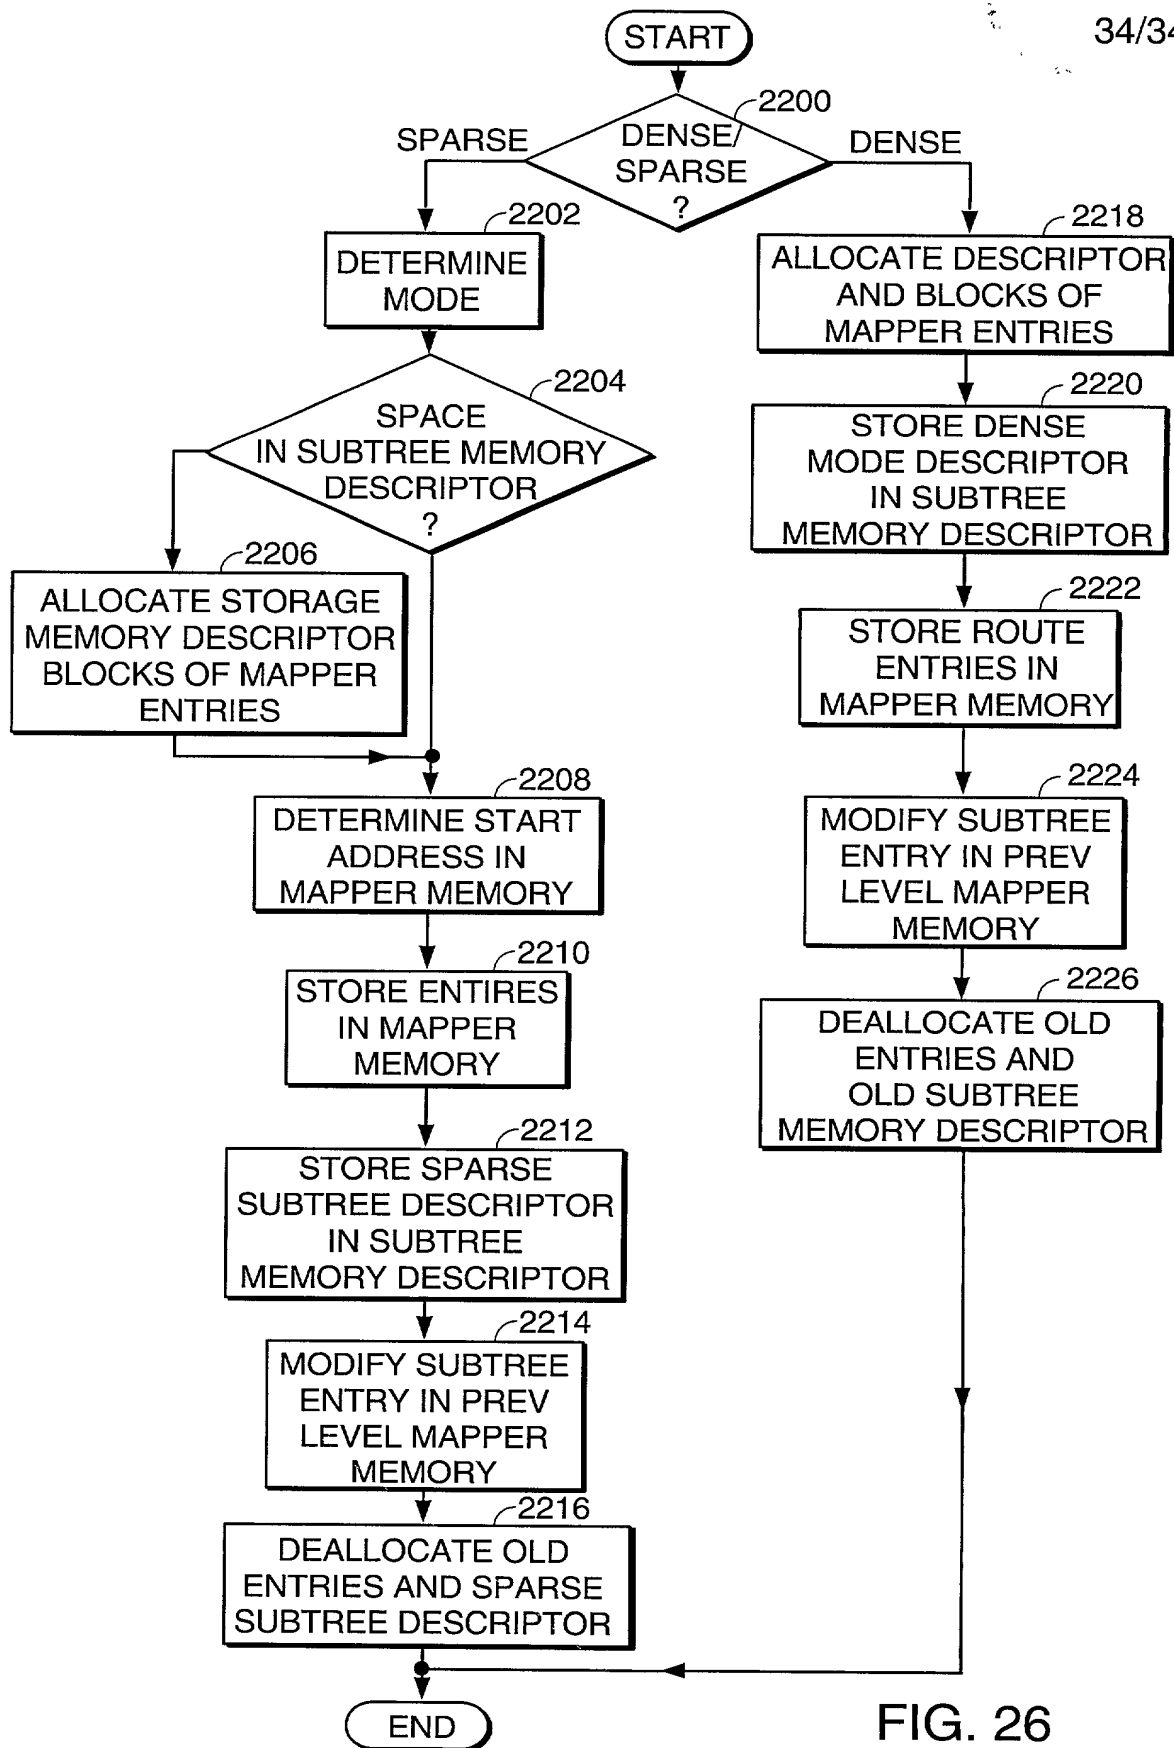 34/34
START
2200
DENSE/
SPARSE
?
SPARSE
DENSE
2202
DETERMINE
MODE
2204
SPACE
IN SUBTREE MEMORY
DESCRIPTOR
?
2206
ALLOCATE STORAGE
MEMORY DESCRIPTOR
BLOCKS OF MAPPER
ENTRIES
2208
DETERMINE START
ADDRESS IN
MAPPER MEMORY
2210
STORE ENTIRES
IN MAPPER
MEMORY
2212
STORE SPARSE
SUBTREE DESCRIPTOR
IN SUBTREE
MEMORY DESCRIPTOR
2214
MODIFY SUBTREE
ENTRY IN PREV
LEVEL MAPPER
MEMORY
2216
DEALLOCATE OLD
ENTRIES AND SPARSE
SUBTREE DESCRIPTOR
2218
ALLOCATE DESCRIPTOR
AND BLOCKS OF
MAPPER ENTRIES
2220
STORE DENSE
MODE DESCRIPTOR
IN SUBTREE
MEMORY DESCRIPTOR
2222
STORE ROUTE
ENTRIES IN
MAPPER MEMORY
2224
MODIFY SUBTREE
ENTRY IN PREV
LEVEL MAPPER
MEMORY
2226
DEALLOCATE OLD
ENTRIES AND
OLD SUBTREE
MEMORY DESCRIPTOR
END
FIG. 26